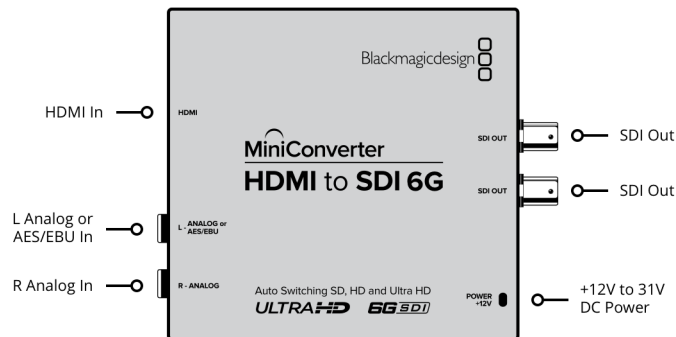 Blackmagicdesign
HDMI In
HDMI
SDI OUT
SDI Out
MiniConverter
HDMI to SDI 6G
SDI OUT
SDI Out
L Analog or
AES/EBU In
L - ANALOG or
AES/EBU
R Analog In
R - ANALOG
Auto Switching SD, HD and Ultra HD
ULTRAHD 6G SDI
POWER
+12V
+12V to 31V
DC Power